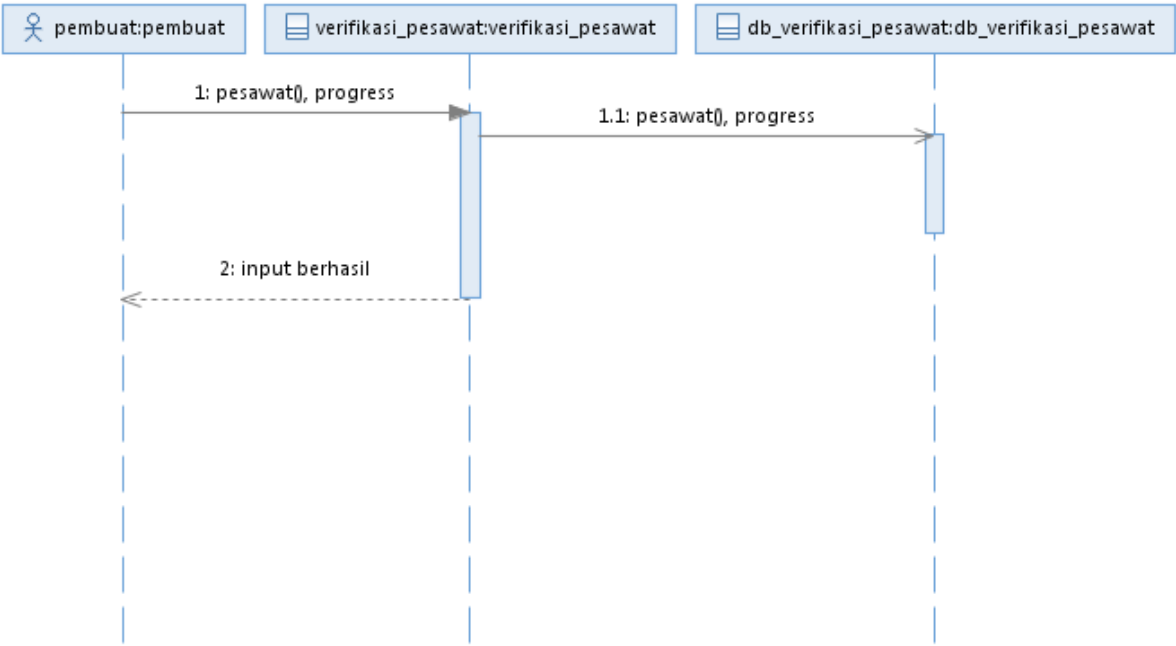 pembuat:pembuat
verifikasi_pesawat:verifikasi_pesawat
db_verifikasi_pesawat:db_verifikasi_pesawat
1: pesawat(), progress
1.1: pesawat(), progress
2: input berhasil